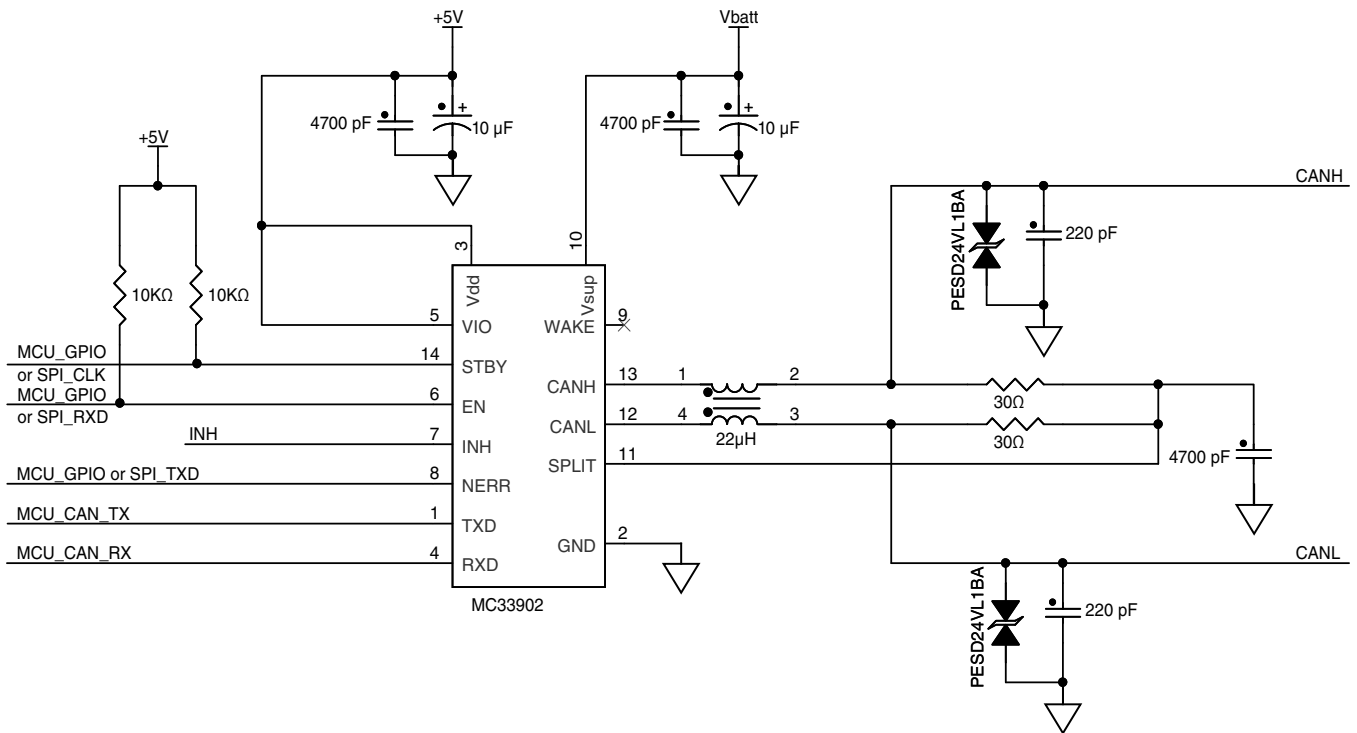 +5V
Vbatt
4700 pF
+
10 µF
4700 pF
+
10 µF
+5V
CANH
PESD24VL1BA
220 pF
3
10
10KΩ
10KΩ
Vdd
Vsup
5
VIO
WAKE
9
MCU_GPIO
or SPI_CLK
14
STBY
MCU_GPIO
or SPI_RXD
6
EN
CANH
13
1
2
30Ω
CANL
12
4
3
22µH
30Ω
INH
7
INH
SPLIT
11
4700 pF
MCU_GPIO or SPI_TXD
8
NERR
MCU_CAN_TX
1
TXD
GND
2
MCU_CAN_RX
4
RXD
CANL
MC33902
PESD24VL1BA
220 pF